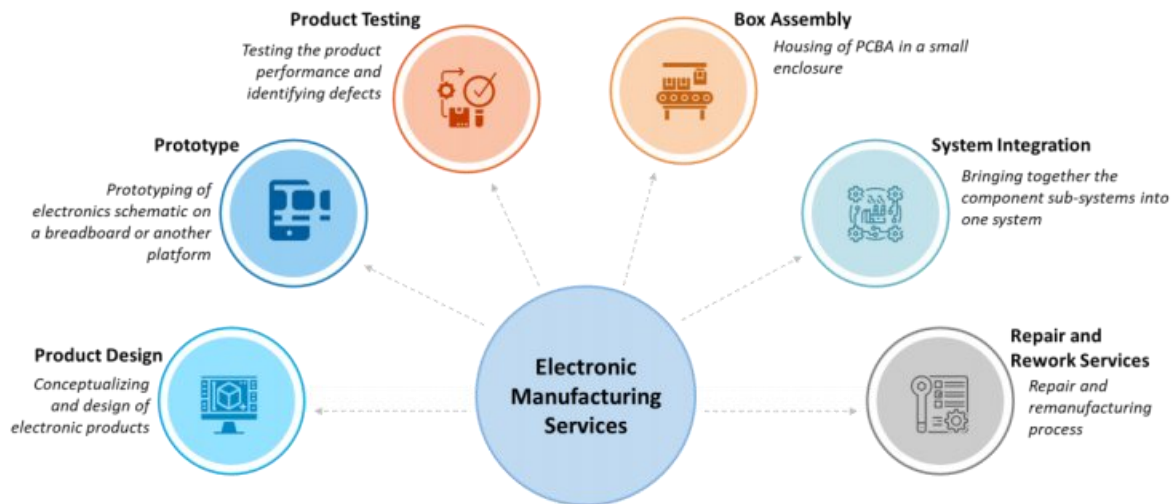 Product Testing
Testing the product
performance and
identifying defects
Box Assembly
Housing of PCBA in a small
enclosure
Prototype
Prototyping of
electronics schematic on
a breadboard or another
platform
System Integration
Bringing together the
component sub-systems into
one system
Product Design
Conceptualizing
and design of
electronic products
Electronic
Manufacturing
Services
Repair and
Rework Services
Repair and
remanufacturing
process